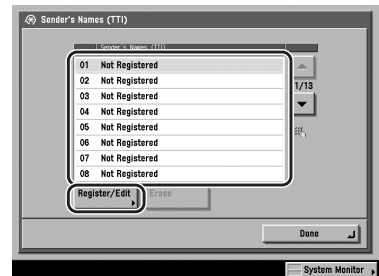 Sender's Names (TTI)
Sender's Names (TTI)
01 Not Registered
02 Not Registered
03 Not Registered
04 Not Registered
05 Not Registered
06 Not Registered
07 Not Registered
08 Not Registered
1/13
Register/Edit
Erase
Done
System Monitor